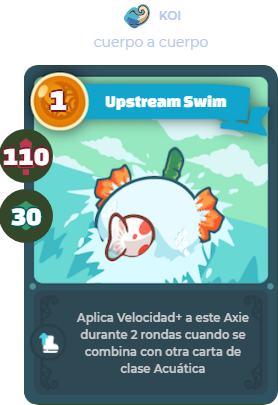 KOI
cuerpo a cuerpo
1
Upstream Swim
110
30
Aplica Velocidad+ a este Axie
durante 2 rondas cuando se
combina con otra carta de
clase Acuática